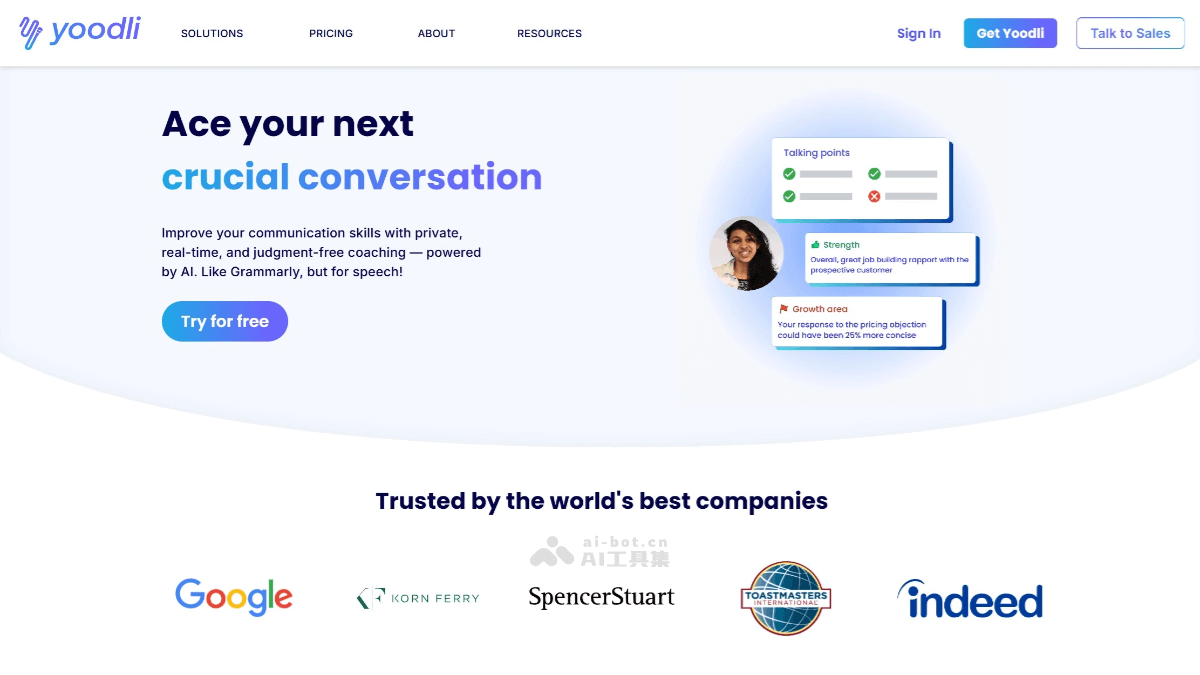 yoodli
SOLUTIONS
PRICING
ABOUT
RESOURCES
Sign In
Get Yoodli
Talk to Sales
Ace your next
crucial conversation
Improve your communication skills with private,
real-time, and judgment-free coaching — powered
by AI. Like Grammarly, but for speech!
Try for free
Talking points
Strength
Overall, great job building rapport with the
prospective customer
Growth area
Your response to the pricing objection
could have been 25% more concise
Trusted by the world's best companies
ai-bot.cn
AI工具集
Google
KORN FERRY
SpencerStuart
TOASTMASTERS
INTERNATIONAL
indeed